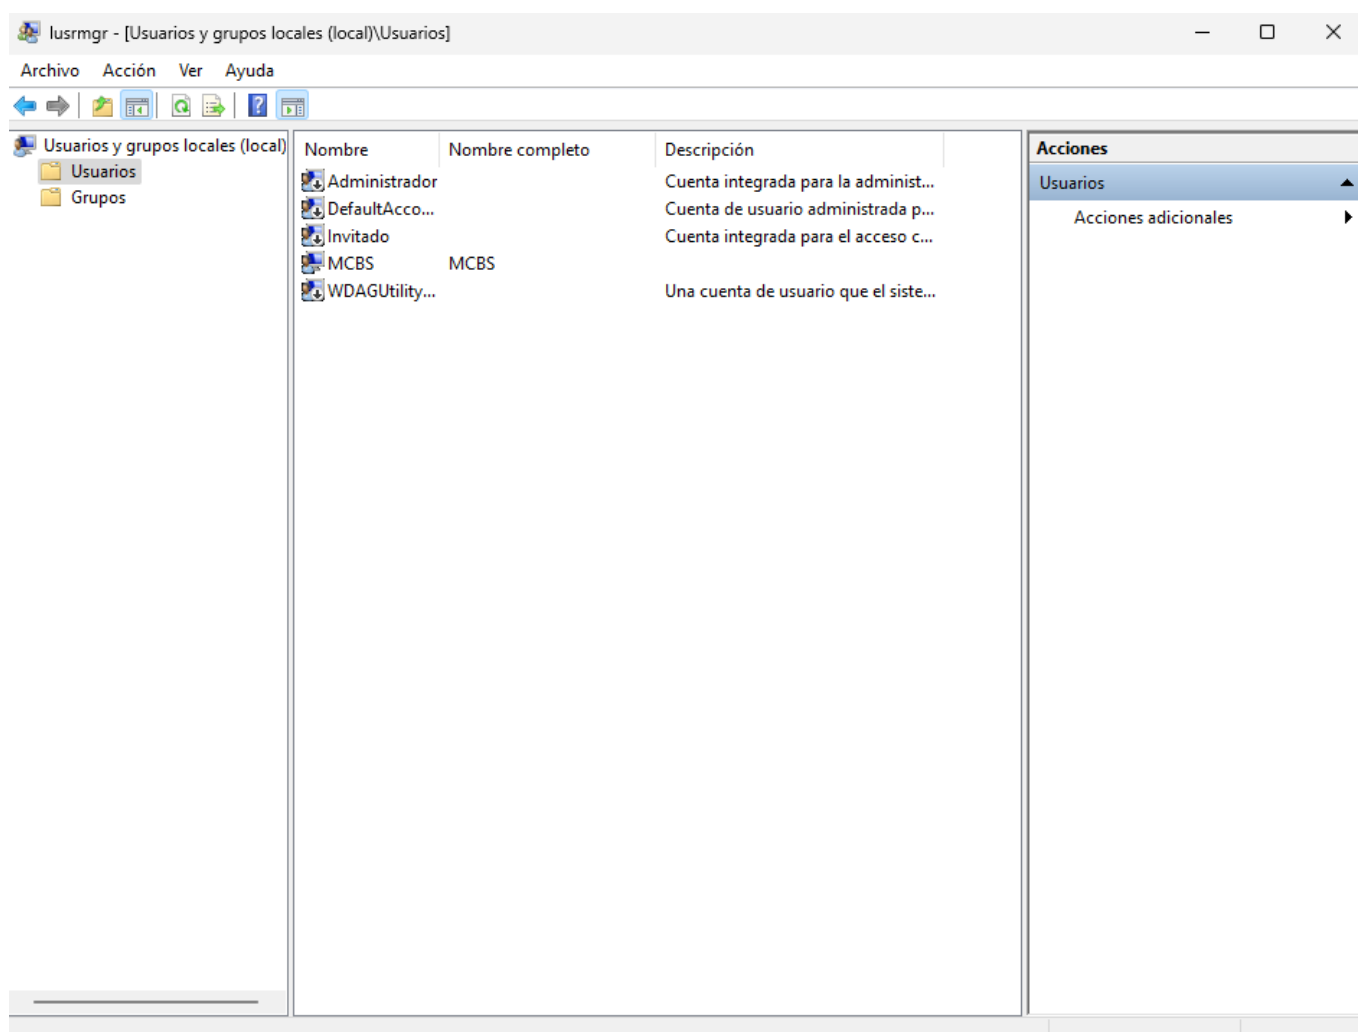 lusrmgr - [Usuarios y grupos locales (local)\Usuarios]
Archivo Acción Ver Ayuda
Usuarios y grupos locales (local)
Usuarios
Grupos
Nombre Nombre completo Descripción
Administrador Cuenta integrada para la administ...
DefaultAcco... Cuenta de usuario administrada p...
Invitado Cuenta integrada para el acceso c...
MCBS MCBS
WDAGUtility... Una cuenta de usuario que el siste...
Acciones
Usuarios
Acciones adicionales